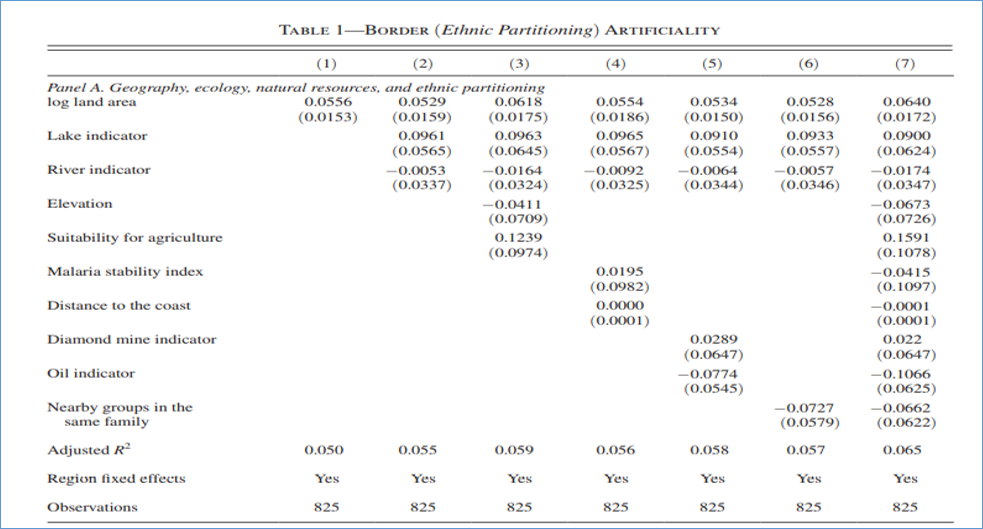 TABLE 1—BORDER (Ethnic Partitioning) ARTIFICIALITY
(1) (2) (3) (4) (5) (6) (7)
Panel A. Geography, ecology, natural resources, and ethnic partitioning
log land area 0.0556 0.0529 0.0618 0.0554 0.0534 0.0528 0.0640
(0.0153) (0.0159) (0.0175) (0.0186) (0.0150) (0.0156) (0.0172)
Lake indicator 0.0961 0.0963 0.0965 0.0910 0.0933 0.0900
(0.0565) (0.0645) (0.0567) (0.0554) (0.0557) (0.0624)
River indicator −0.0053 −0.0164 −0.0092 −0.0064 −0.0057 −0.0174
(0.0337) (0.0324) (0.0325) (0.0344) (0.0346) (0.0347)
Elevation −0.0411 −0.0673
(0.0709) (0.0726)
Suitability for agriculture 0.1239 0.1591
(0.0974) (0.1078)
Malaria stability index 0.0195 −0.0415
(0.0982) (0.1097)
Distance to the coast 0.0000 −0.0001
(0.0001) (0.0001)
Diamond mine indicator 0.0289 0.022
(0.0647) (0.0647)
Oil indicator −0.0774 −0.1066
(0.0545) (0.0625)
Nearby groups in the −0.0727 −0.0662
same family (0.0579) (0.0622)
Adjusted R² 0.050 0.055 0.059 0.056 0.058 0.057 0.065
Region fixed effects Yes Yes Yes Yes Yes Yes Yes
Observations 825 825 825 825 825 825 825